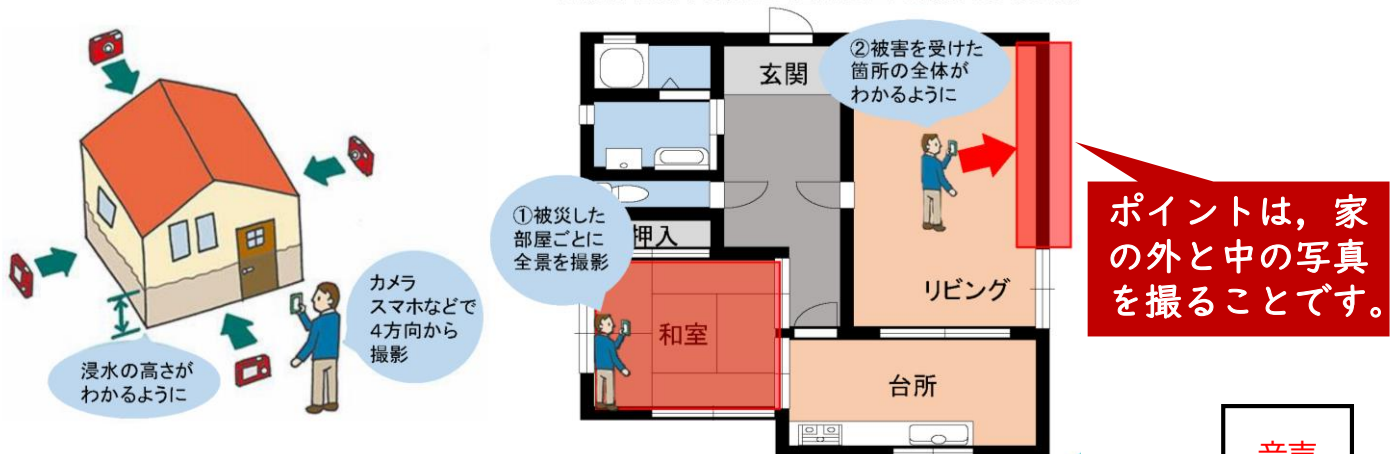 カメラ
スマホなどで
4方向から
撮影
浸水の高さが
わかるように
玄関
②被害を受けた
箇所の全体が
わかるように
①被災した
部屋ごとに
全景を撮影
押入
和室
リビング
台所
ポイントは，家
の外と中の写真
を撮ることです。
音声